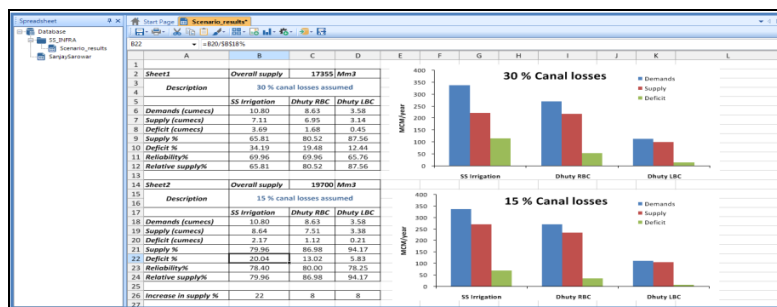 Spreadsheet
Start Page Scenario_results*
Database
SS_INFRA
Scenario_results
SanjaySarowar
B22 =B20/$B$18%
A B C D E F G H I J K L
1
2 Sheet1 Overall supply 17355 Mm3
3 Description 30 % canal losses assumed
4
5 SS Irrigation Dhuty RBC Dhuty LBC
6 Demands (cumecs) 10.80 8.63 3.58
7 Supply (cumecs) 7.11 6.95 3.14
8 Deficit (cumecs) 3.69 1.68 0.45
9 Supply % 65.81 80.52 87.56
10 Deficit % 34.19 19.48 12.44
11 Reliability% 69.96 69.96 65.76
12 Relative supply% 65.81 80.52 87.56
13
14 Sheet2 Overall supply 19700 Mm3
15 Description 15 % canal losses assumed
16
17 SS Irrigation Dhuty RBC Dhuty LBC
18 Demands (cumecs) 10.80 8.63 3.58
19 Supply (cumecs) 8.64 7.51 3.38
20 Deficit (cumecs) 2.17 1.12 0.21
21 Supply % 79.96 86.98 94.17
22 Deficit % 20.04 13.02 5.83
23 Reliability% 78.40 80.00 78.25
24 Relative supply% 79.96 86.98 94.17
25
26 Increase in supply % 22 8 8
27
30 % Canal losses
Demands
Supply
Deficit
MCM/year
400
350
300
250
200
150
100
50
0
SS Irrigation Dhuty RBC Dhuty LBC
15 % Canal losses
Demands
Supply
Deficit
MCM/year
400
350
300
250
200
150
100
50
0
SS Irrigation Dhuty RBC Dhuty LBC